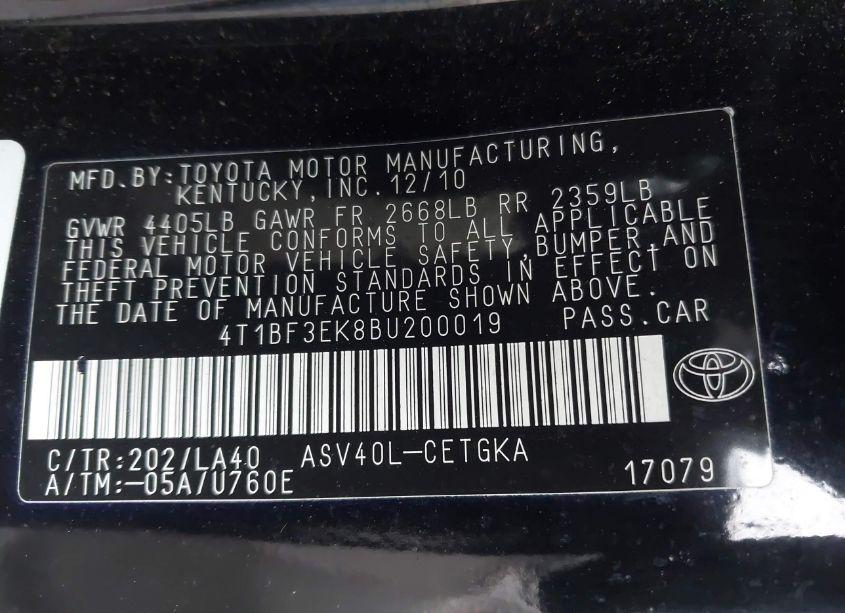 MFD.BY:TOYOTA MOTOR MANUFACTURING,
KENTUCKY,INC.12/10
GVWR 4405LB GAWR FR 2668LB RR 2359LB
THIS VEHICLE CONFORMS TO ALL APPLICABLE
FEDERAL MOTOR VEHICLE SAFETY,BUMPER,AND
THEFT PREVENTION STANDARDS IN EFFECT ON
THE DATE OF MANUFACTURE SHOWN ABOVE.
4T1BF3EK8BU200019 PASS.CAR
C/TR:202/LA40 ASV40L-CETGKA
A/TM:-05A/U760E 17079